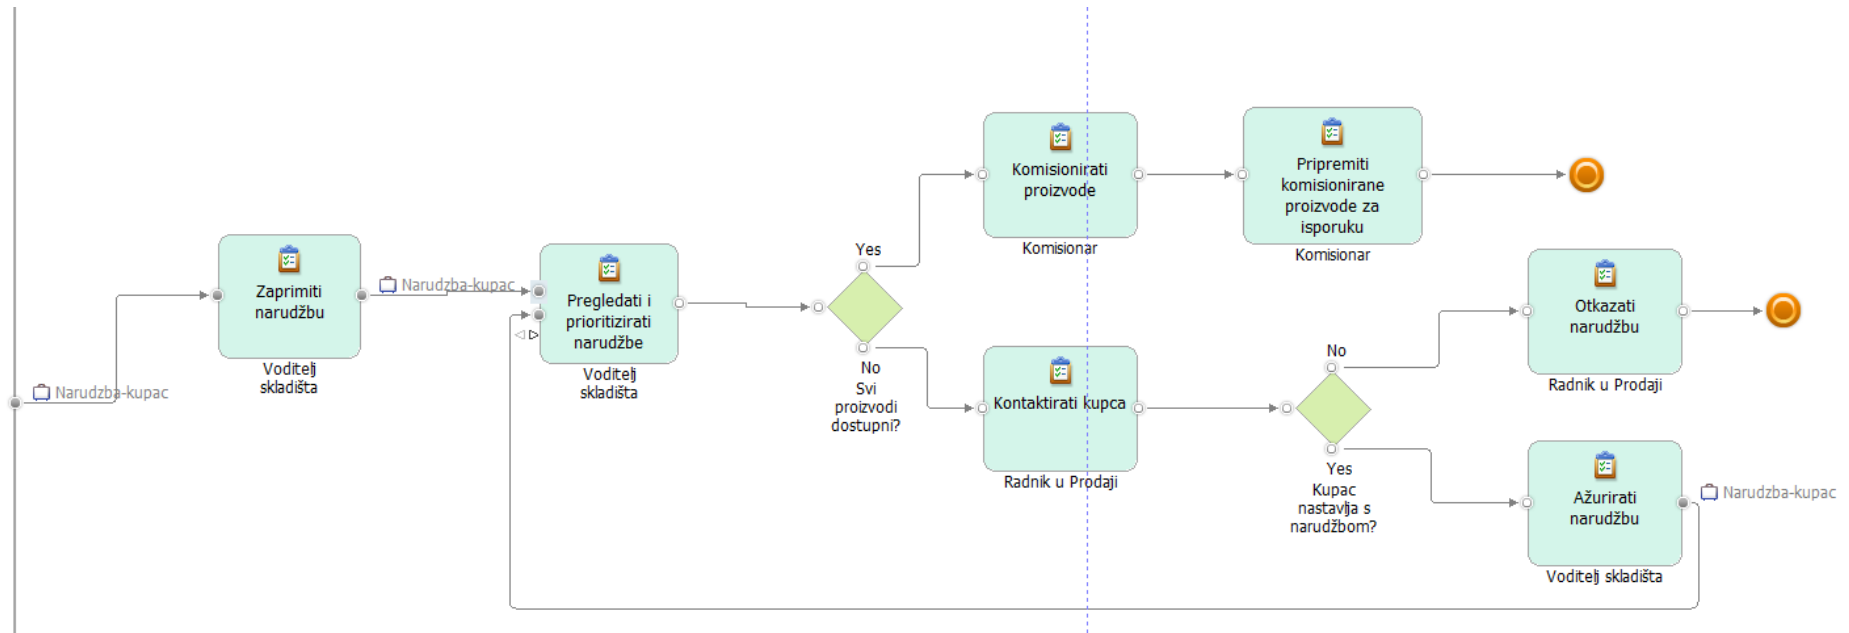 Narudzba-kupac
Zaprimiti
narudžbu
Voditelj
skladišta
Narudzba-kupac
Pregledati i
prioritizirati
narudžbe
Voditelj
skladišta
Yes
No
Svi
proizvodi
dostupni?
Komisionirati
proizvode
Komisionar
Pripremiti
komisionirane
proizvode za
isporuku
Komisionar
Kontaktirati kupca
Radnik u Prodaji
No
Yes
Kupac
nastavlja s
narudžbom?
Otkazati
narudžbu
Radnik u Prodaji
Ažurirati
narudžbu
Voditelj skladišta
Narudzba-kupac